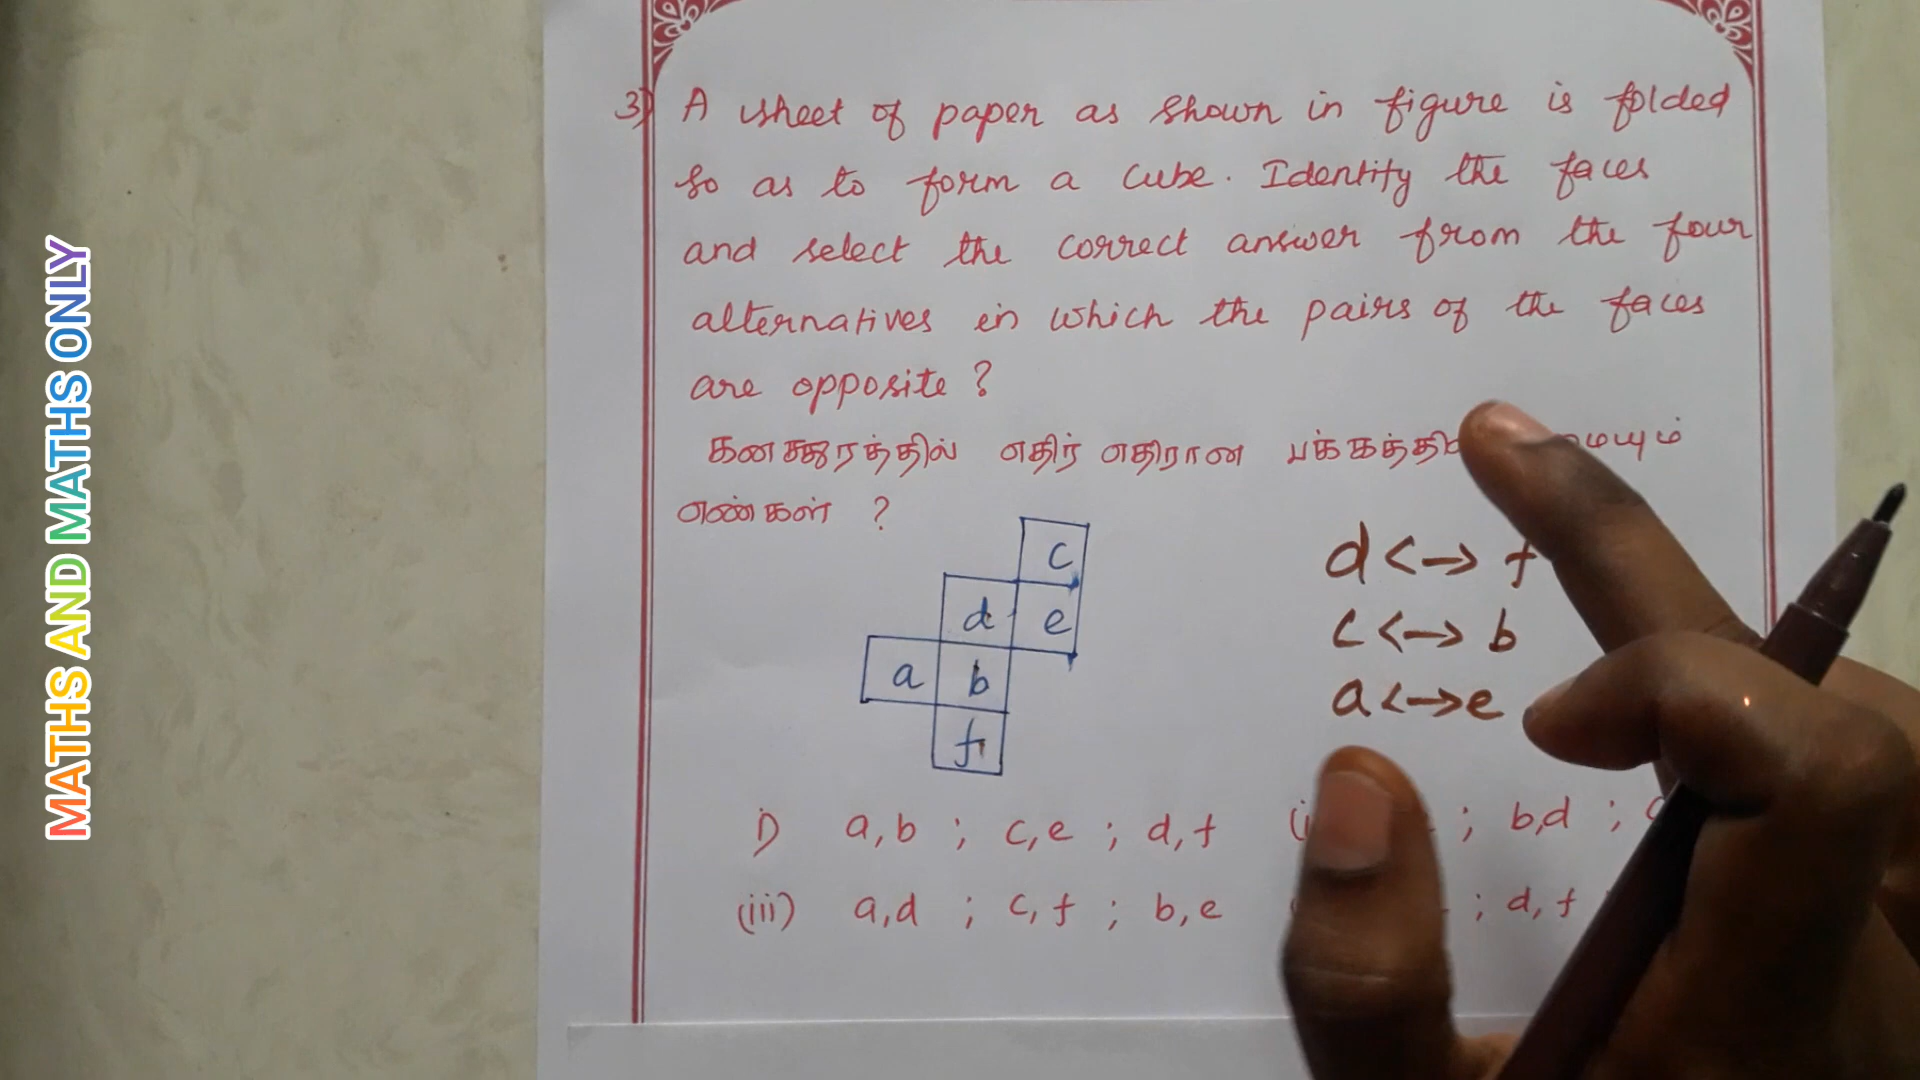 MATHS AND MATHS ONLY
3) A sheet of paper as shown in figure is folded
so as to form a cube. Identify the faces
and select the correct answer from the four
alternatives in which the pairs of the faces
are opposite ?
கனசதுரத்தில் எதிர் எதிரான
எண்கள் ?
c
d e
a b
f
d <-> f
c <-> b
a <-> e
i) a,b ; c,e ; d,f ; b,d ;
(iii) a,d ; c,f ; b,e ; d,f